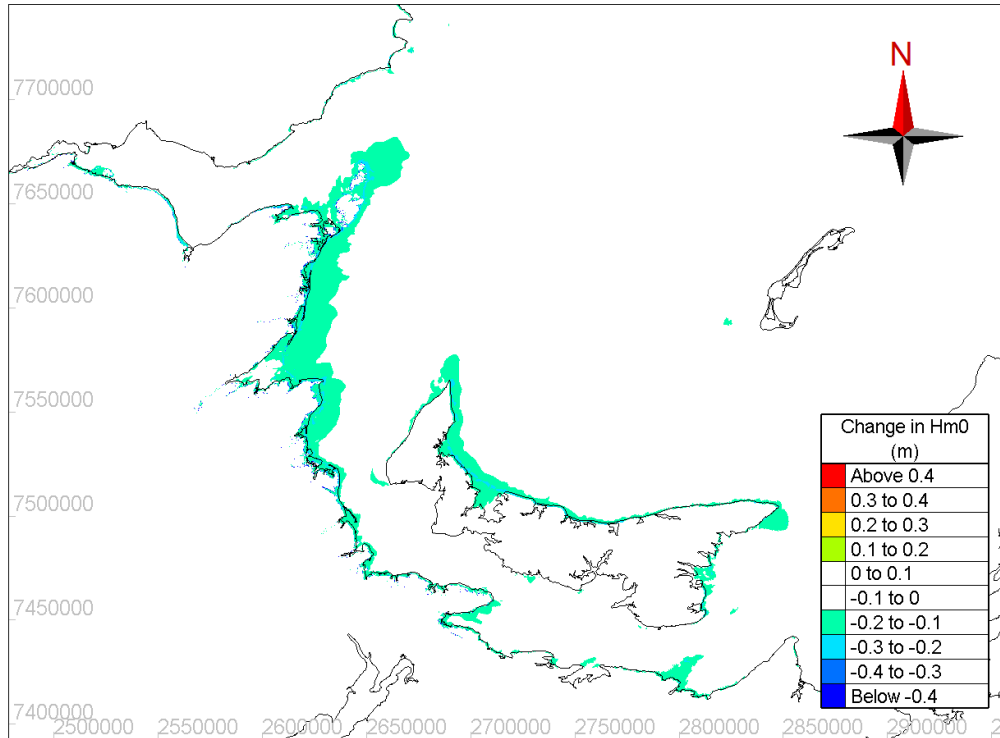 N
7700000
7650000
7600000
7550000
7500000
7450000
7400000
2500000
2550000
2600000
2650000
2700000
2750000
2800000
2850000
2900000
Change in Hm0
(m)
Above 0.4
0.3 to 0.4
0.2 to 0.3
0.1 to 0.2
0 to 0.1
-0.1 to 0
-0.2 to -0.1
-0.3 to -0.2
-0.4 to -0.3
Below -0.4